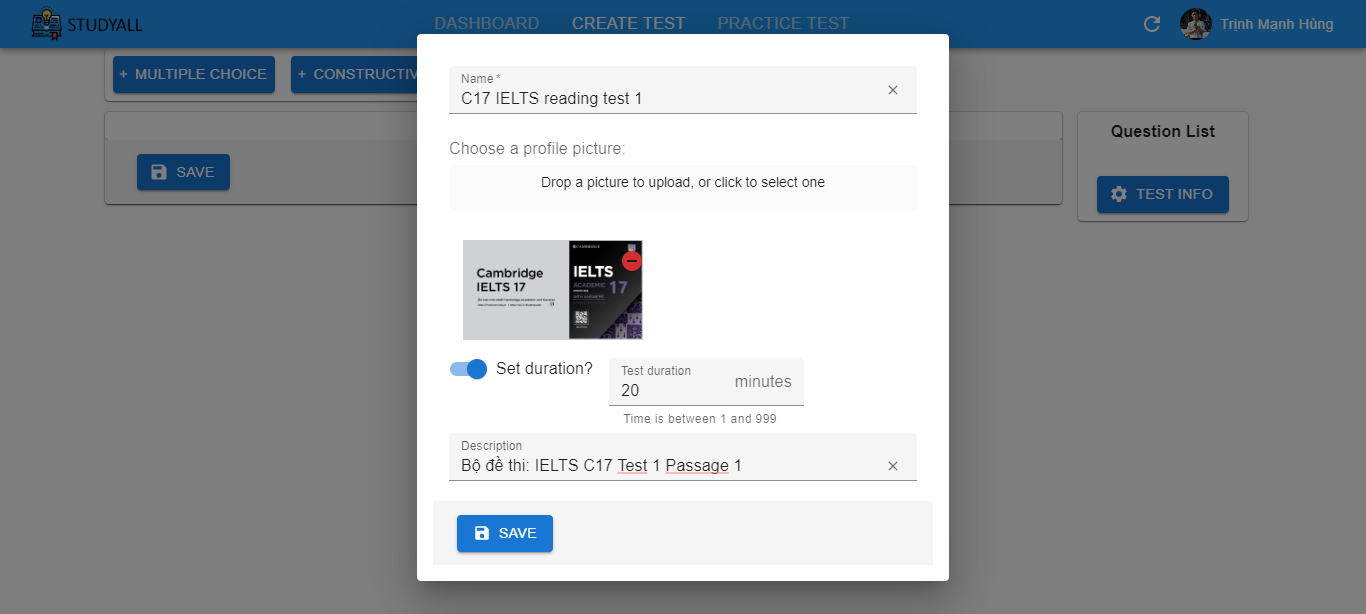 STUDYALL
DASHBOARD CREATE TEST PRACTICE TEST
Trịnh Mạnh Hùng
+ MULTIPLE CHOICE + CONSTRUCTIV
Name *
C17 IELTS reading test 1
Question List
Choose a profile picture:
SAVE
Drop a picture to upload, or click to select one
TEST INFO
Cambridge
IELTS 17
CAMBRIDGE
IELTS
ACADEMIC 17
WITH ANSWERS
Set duration?
Test duration
20 minutes
Time is between 1 and 999
Description
Bộ đề thi: IELTS C17 Test 1 Passage 1
SAVE